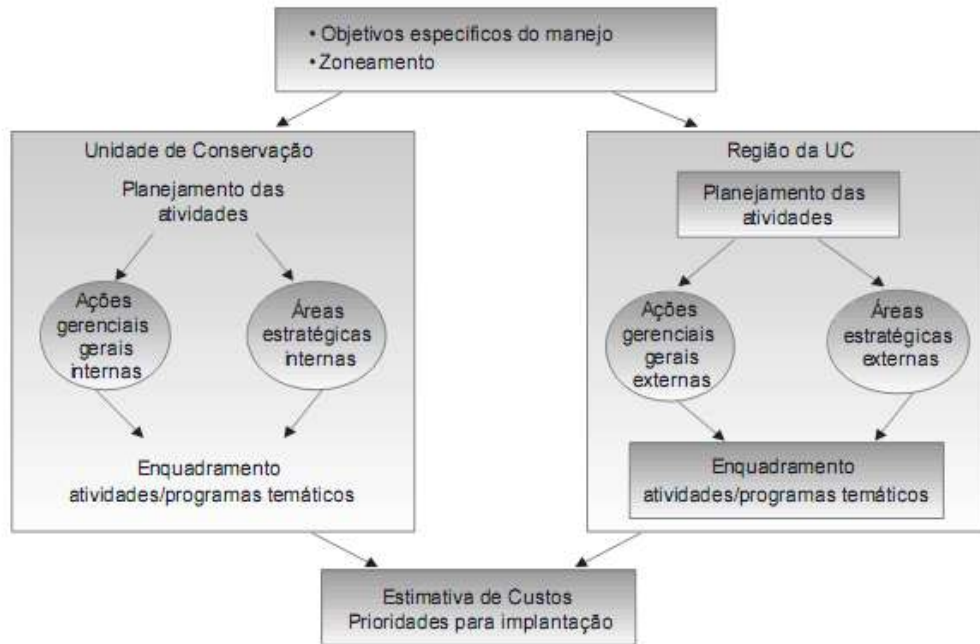 • Objetivos específicos do manejo
• Zoneamento
Unidade de Conservação
Planejamento das
atividades
Ações
gerenciais
gerais
internas
Áreas
estratégicas
internas
Enquadramento
atividades/programas temáticos
Região da UC
Planejamento das
atividades
Ações
gerenciais
gerais
externas
Áreas
estratégicas
externas
Enquadramento
atividades/programas temáticos
Estimativa de Custos
Prioridades para implantação